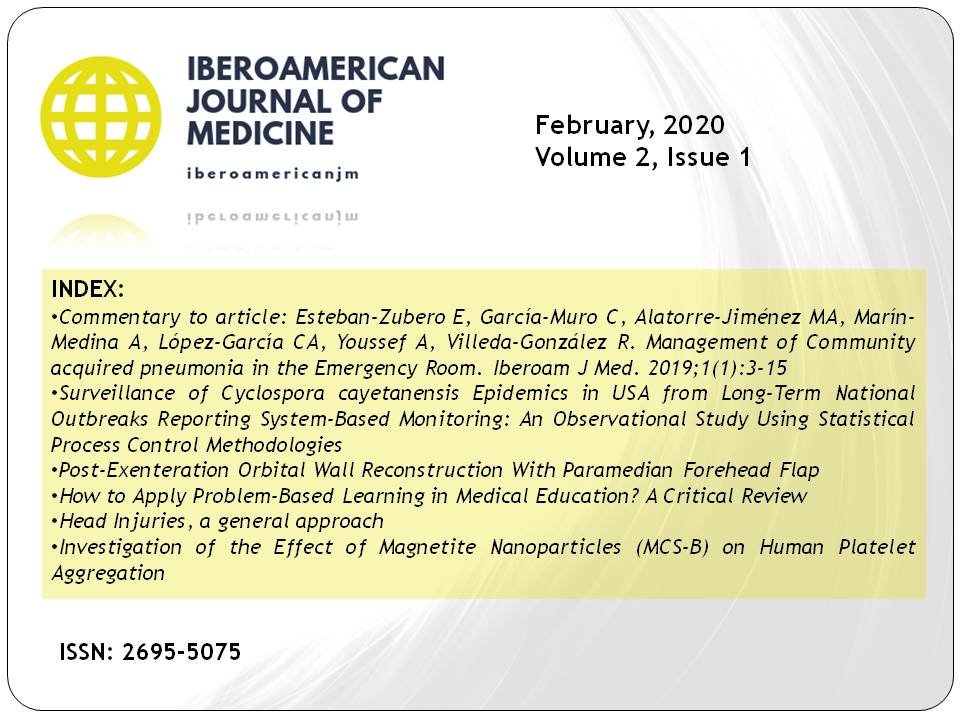 IBEROAMERICAN
JOURNAL OF
MEDICINE
iberoamericanjm
iberoamericanjm
February, 2020
Volume 2, Issue 1
INDEX:
•Commentary to article: Esteban-Zubero E, García-Muro C, Alatorre-Jiménez MA, Marín-
Medina A, López-García CA, Youssef A, Villeda-González R. Management of Community
acquired pneumonia in the Emergency Room. Iberoam J Med. 2019;1(1):3-15
•Surveillance of Cyclospora cayetanensis Epidemics in USA from Long-Term National
Outbreaks Reporting System-Based Monitoring: An Observational Study Using Statistical
Process Control Methodologies
•Post-Exenteration Orbital Wall Reconstruction With Paramedian Forehead Flap
•How to Apply Problem-Based Learning in Medical Education? A Critical Review
•Head Injuries, a general approach
•Investigation of the Effect of Magnetite Nanoparticles (MCS-B) on Human Platelet
Aggregation
ISSN: 2695-5075